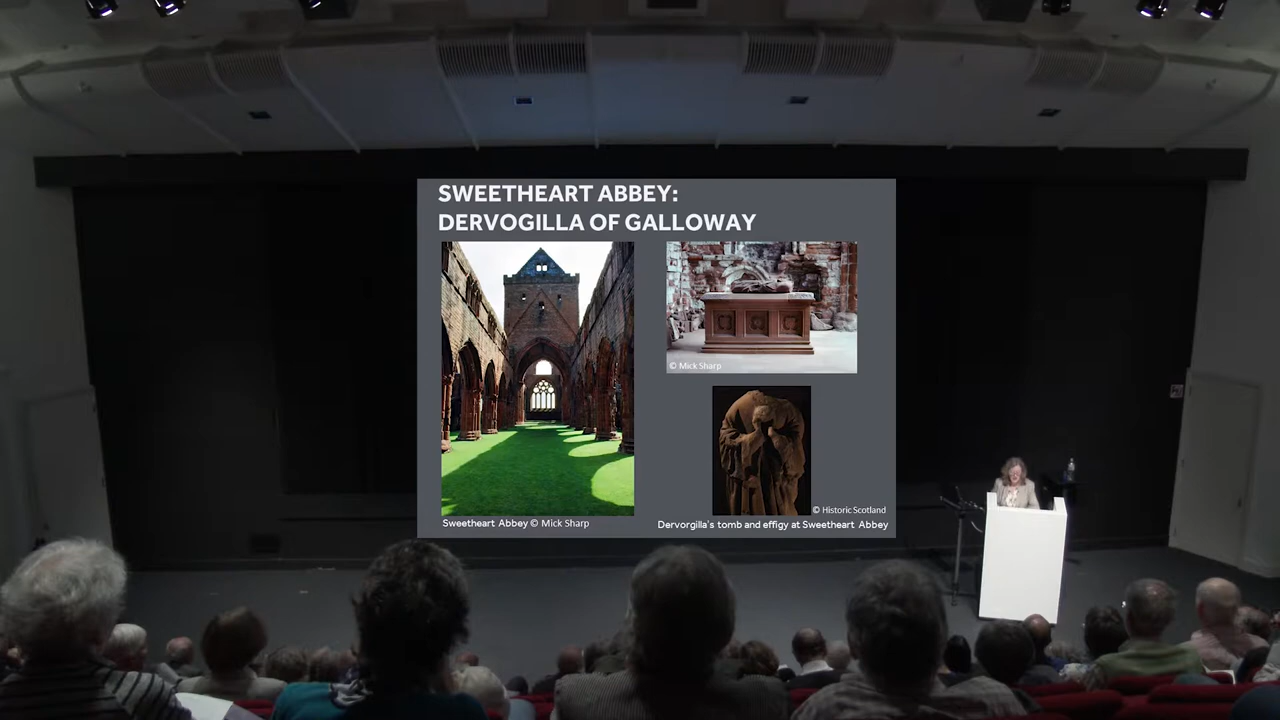 SWEETHEART ABBEY:
DERVOGILLA OF GALLOWAY
© Mick Sharp
© Historic Scotland
Sweetheart Abbey © Mick Sharp
Dervorgilla's tomb and effigy at Sweetheart Abbey